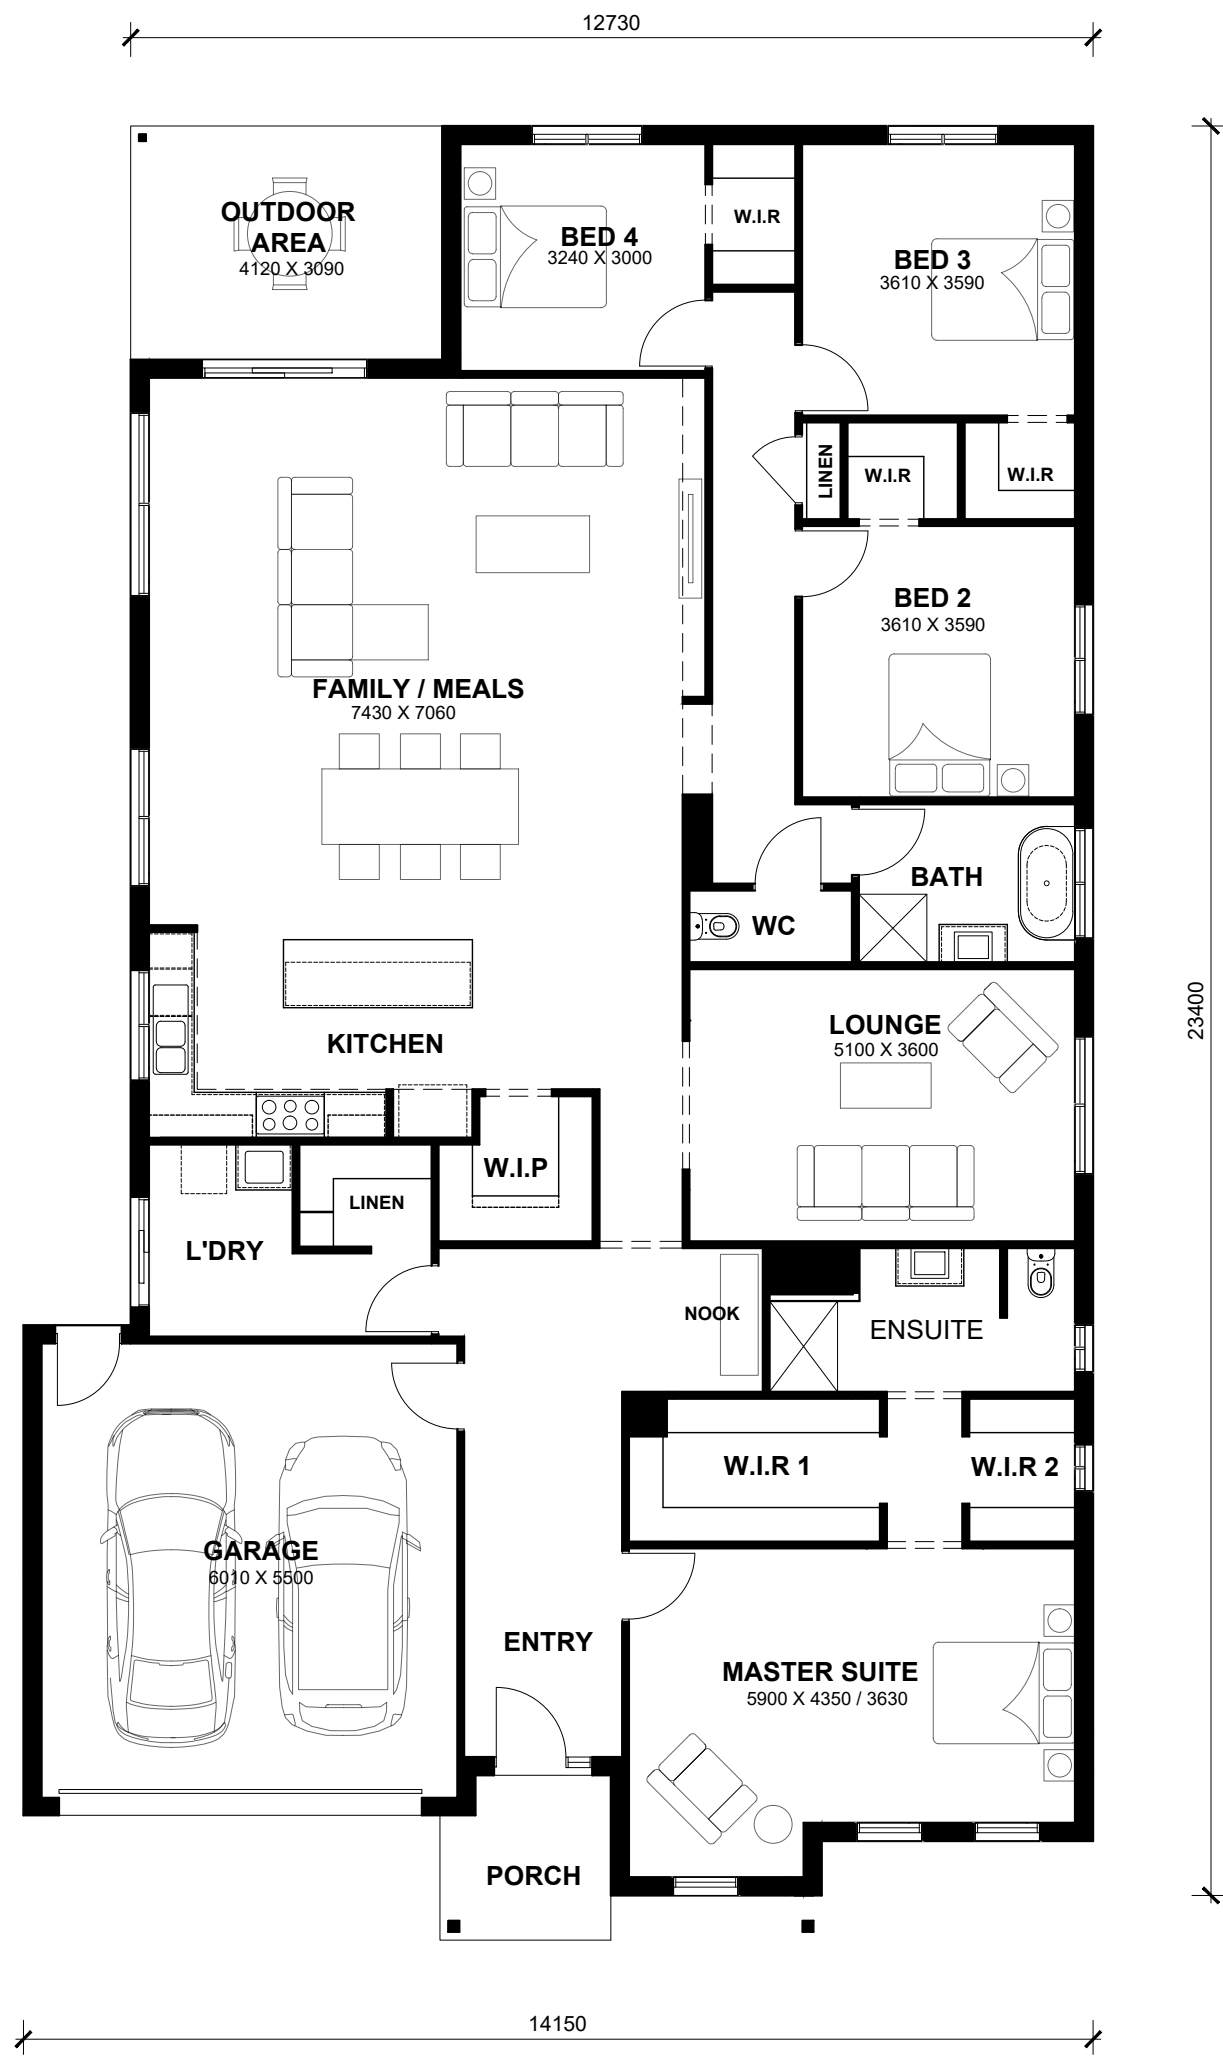 12730
OUTDOOR
AREA
4120 X 3090
BED 4
3240 X 3000
W.I.R
BED 3
3610 X 3590
LINEN
W.I.R
W.I.R
BED 2
3610 X 3590
FAMILY / MEALS
7430 X 7060
BATH
WC
23400
KITCHEN
LOUNGE
5100 X 3600
W.I.P
LINEN
L'DRY
NOOK
ENSUITE
W.I.R 1
W.I.R 2
GARAGE
6010 X 5500
ENTRY
MASTER SUITE
5900 X 4350 / 3630
PORCH
14150